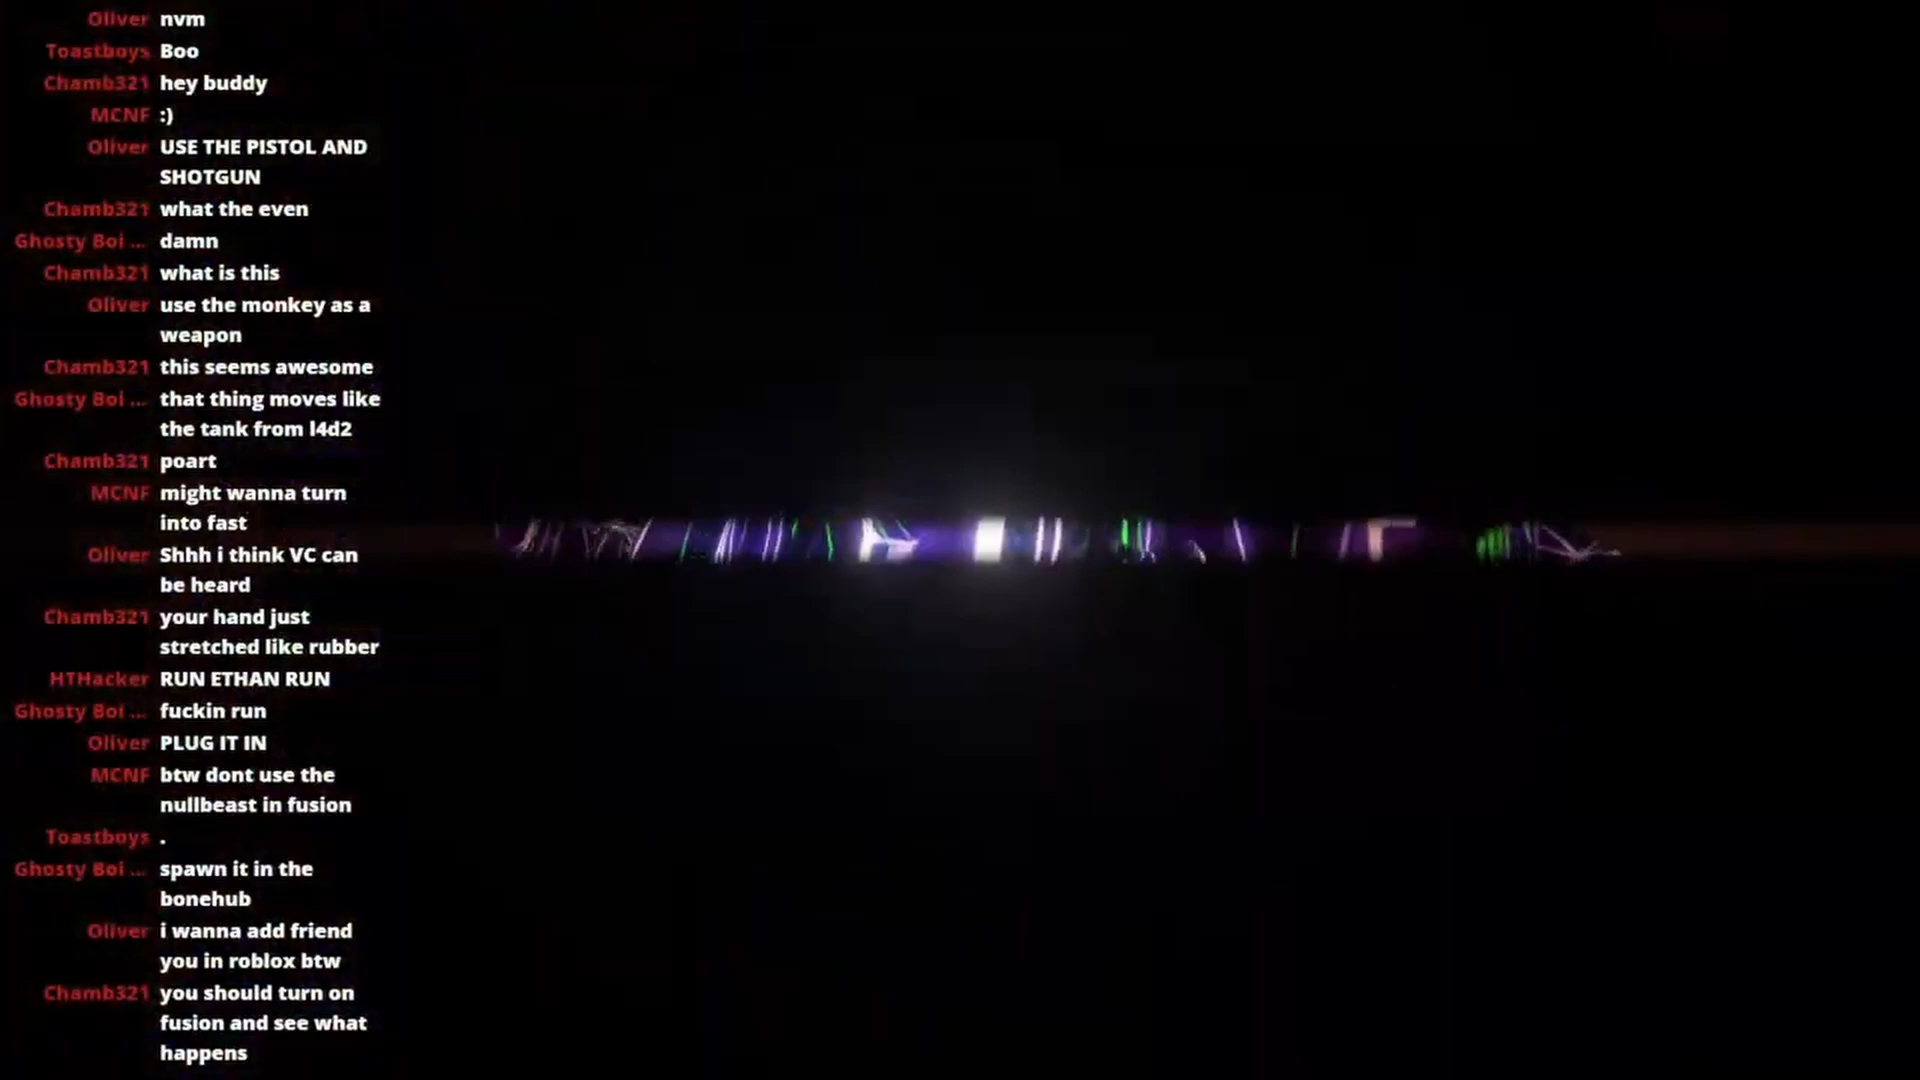 Oliver nvm
Toastboys Boo
Chamb321 hey buddy
MCNF :)
Oliver USE THE PISTOL AND
SHOTGUN
Chamb321 what the even
Ghosty Boi ... damn
Chamb321 what is this
Oliver use the monkey as a
weapon
Chamb321 this seems awesome
Ghosty Boi ... that thing moves like
the tank from l4d2
Chamb321 poart
MCNF might wanna turn
into fast
Oliver Shhh i think VC can
be heard
Chamb321 your hand just
stretched like rubber
HTHacker RUN ETHAN RUN
Ghosty Boi ... fuckin run
Oliver PLUG IT IN
MCNF btw dont use the
nullbeast in fusion
Toastboys .
Ghosty Boi ... spawn it in the
bonehub
Oliver i wanna add friend
you in roblox btw
Chamb321 you should turn on
fusion and see what
happens